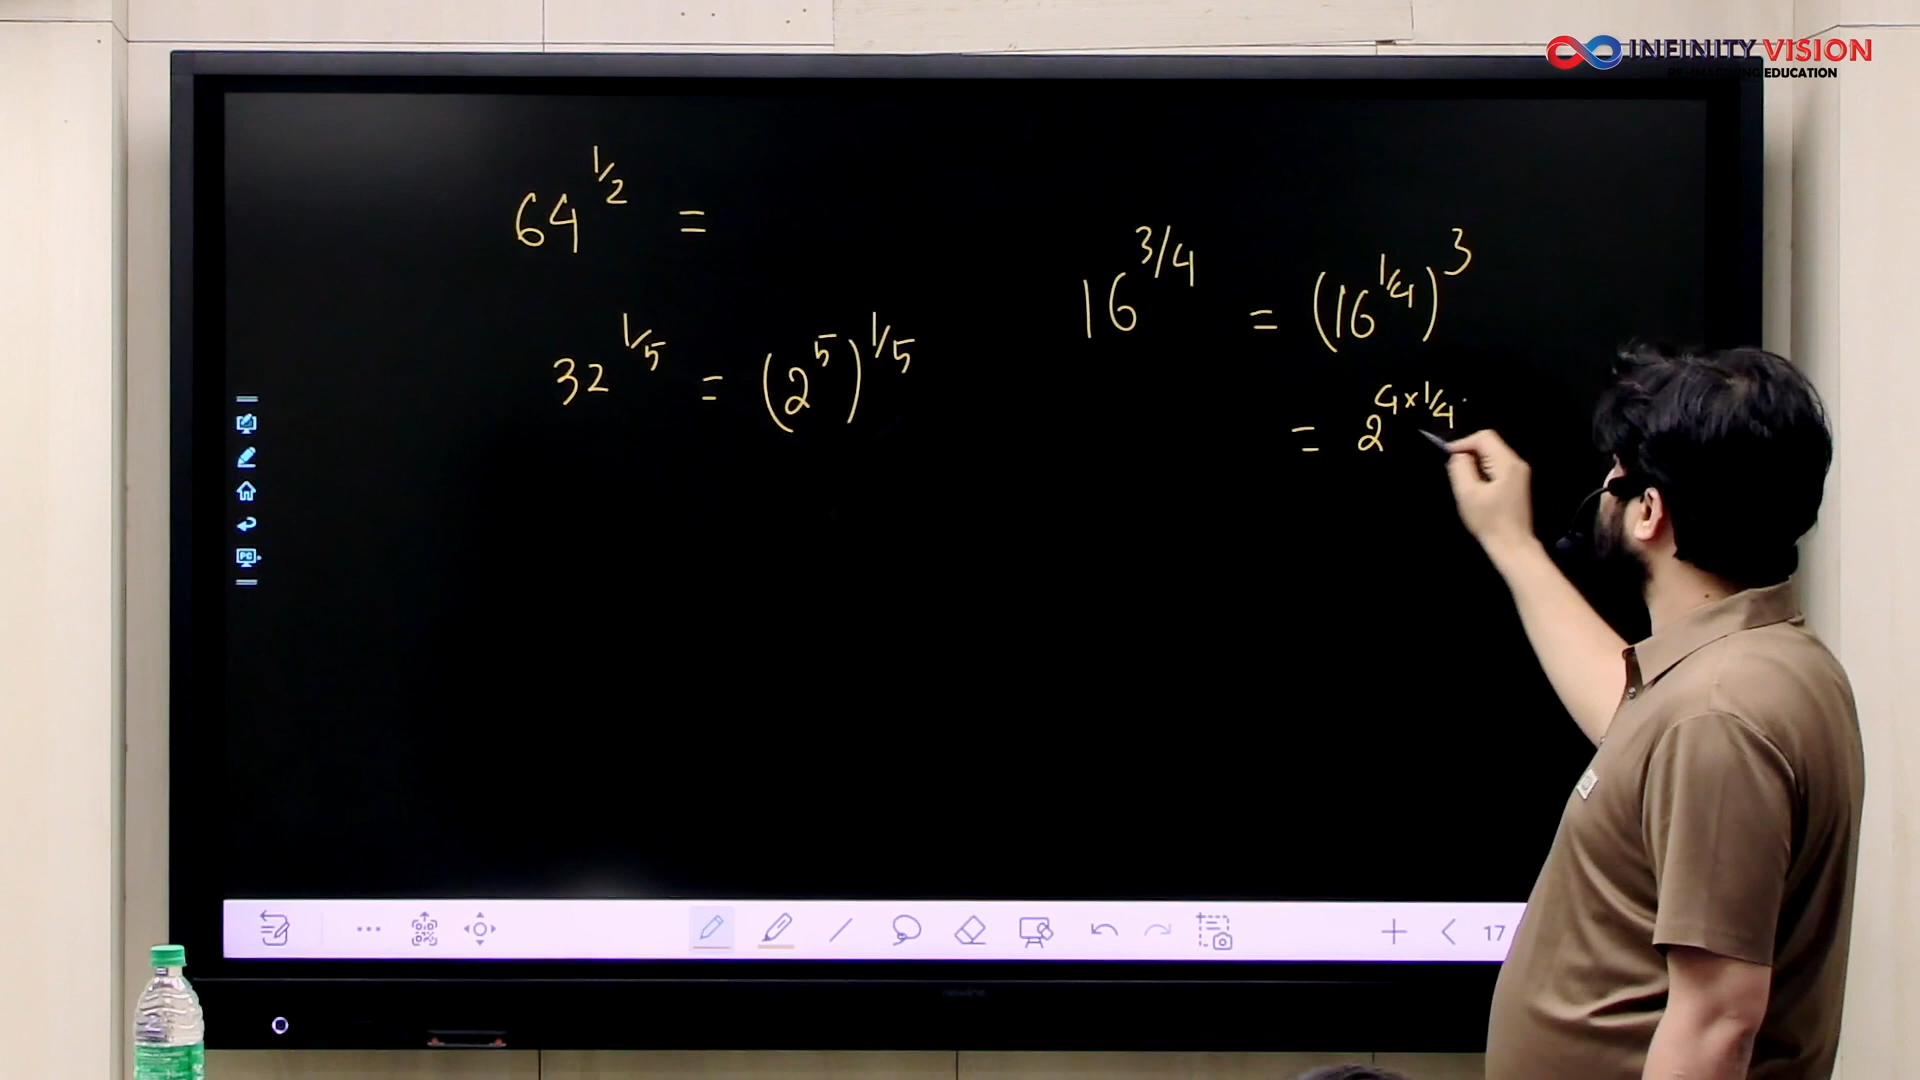 INFINITY VISION
EDUCATION
64^{1/2} =
16^{3/4} = (16^{1/4})^3
32^{1/5} = (2^5)^{1/5}
= 2^{4×1/4}
PC
17